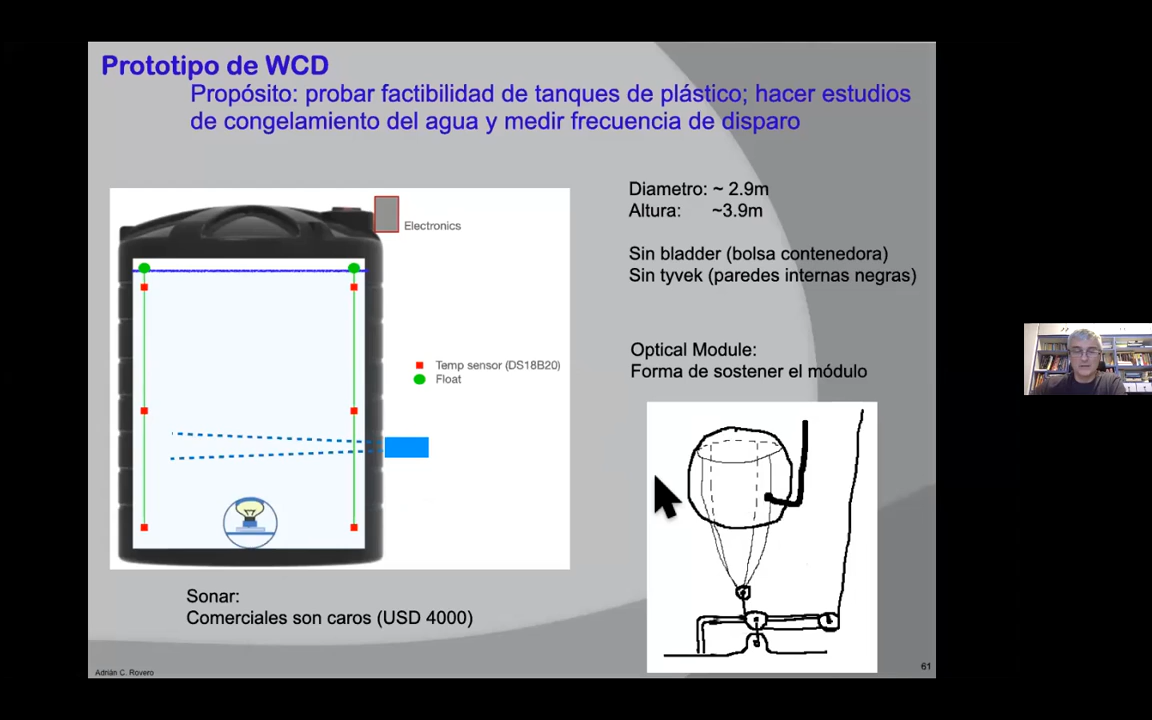 Prototipo de WCD
Propósito: probar factibilidad de tanques de plástico; hacer estudios
de congelamiento del agua y medir frecuencia de disparo
Electronics
Temp sensor (DS18B20)
Float
Diametro: ~ 2.9m
Altura: ~3.9m
Sin bladder (bolsa contenedora)
Sin tyvek (paredes internas negras)
Optical Module:
Forma de sostener el módulo
Sonar:
Comerciales son caros (USD 4000)
Adrián C. Rovero
61